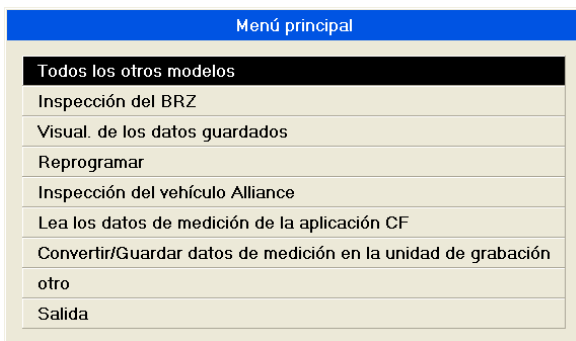 Menú principal
Todos los otros modelos
Inspección del BRZ
Visual. de los datos guardados
Reprogramar
Inspección del vehículo Alliance
Lea los datos de medición de la aplicación CF
Convertir/Guardar datos de medición en la unidad de grabación
otro
Salida